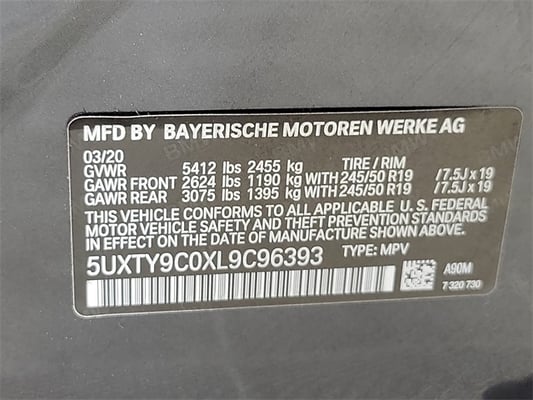 MFD BY BAYERISCHE MOTOREN WERKE AG
03/20
GVWR 5412 lbs 2455 kg TIRE / RIM
GAWR FRONT 2624 lbs 1190 kg WITH 245/50 R19 /7.5J x 19
GAWR REAR 3075 lbs 1395 kg WITH 245/50 R19 /7.5J x 19
THIS VEHICLE CONFORMS TO ALL APPLICABLE U. S. FEDERAL
MOTOR VEHICLE SAFETY AND THEFT PREVENTION STANDARDS IN
EFFECT ON THE DATE OF MANUFACTURE SHOWN ABOVE.
5UXTY9C0XL9C96393 TYPE: MPV
A90M
7 320 730